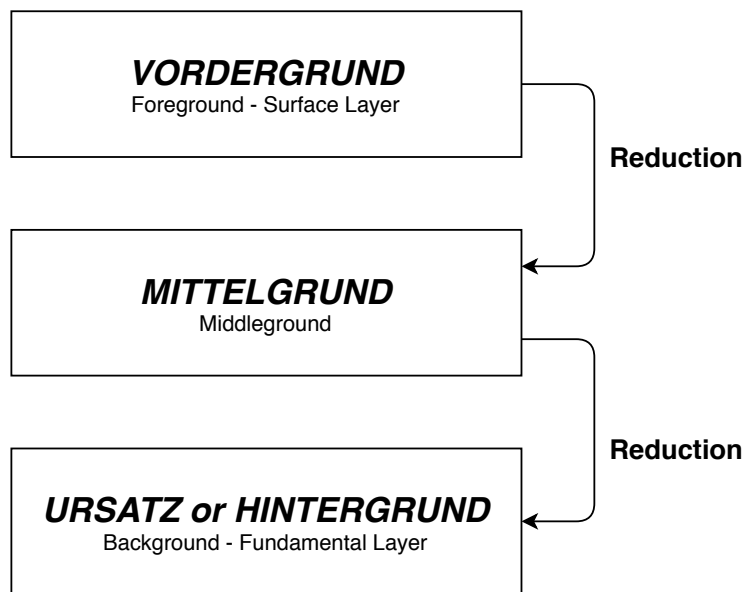 VORDERGRUND
Foreground - Surface Layer
Reduction
MITTELGRUND
Middleground
Reduction
URSATZ or HINTERGRUND
Background - Fundamental Layer